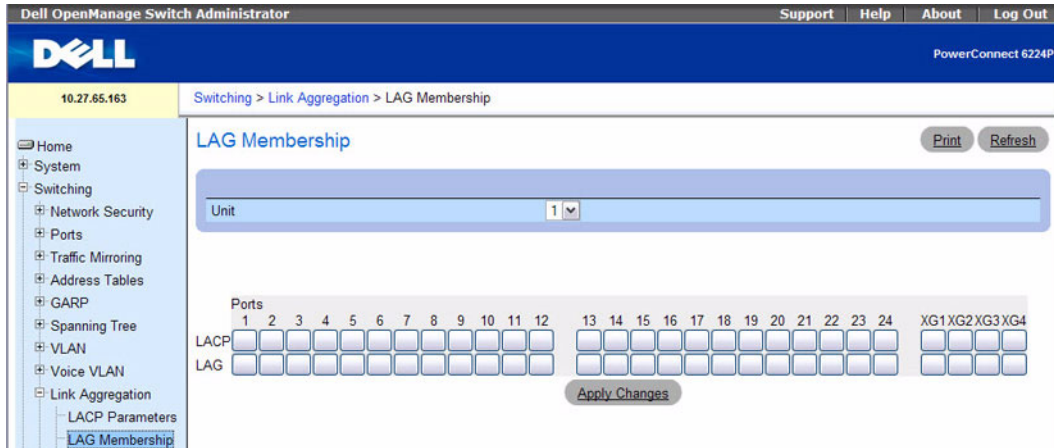 Dell OpenManage Switch Administrator Support Help About Log Out
DELL PowerConnect 6224P
10.27.65.163 Switching > Link Aggregation > LAG Membership
Home
System
Switching
Network Security
Ports
Traffic Mirroring
Address Tables
GARP
Spanning Tree
VLAN
Voice VLAN
Link Aggregation
LACP Parameters
LAG Membership
LAG Membership Print Refresh
Unit 1
Ports
1 2 3 4 5 6 7 8 9 10 11 12 13 14 15 16 17 18 19 20 21 22 23 24 XG1 XG2 XG3 XG4
LACP
LAG
Apply Changes